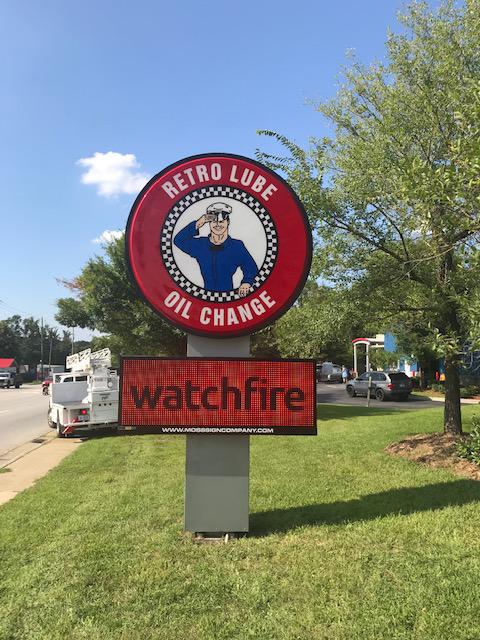 RETRO LUBE
OIL CHANGE
watchfire
WWW.MOSSSIGNCOMPANY.COM